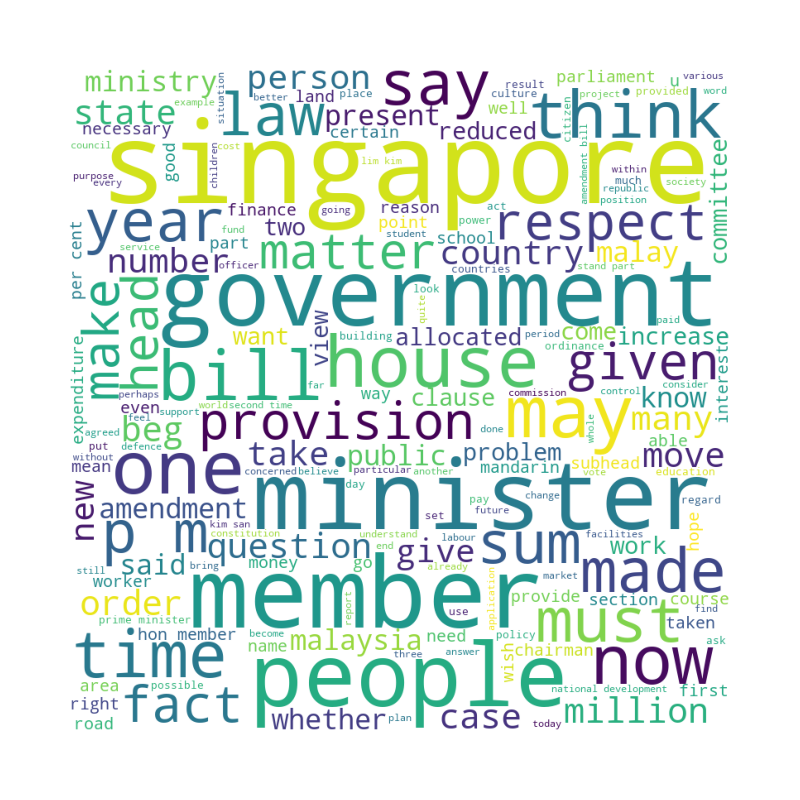 ministry
situation
person
say
result
parliament
u
various
state
example
better
place
culture
project
provided
word
necessary
law
present
well
citizen
think
certain
reduced
council
good
children
cost
singapore
lim kim
within
amendment bill
much
republic
society
committee
purpose
every
year
finance
going
reason
act
position
fund
two
point
power
respect
number
part
student
school
matter
country
malay
service
officer
countries
stand part
per cent
make
head
government
look
quite
paid
want
view
building
allocated
period
come
increase
ordinance
expenditure
bill
house
given
interests
perhaps
far
way
clause
commission
control
consider
know
even
support
world
second time
provision
may
many
beg
agreed
feel
done
whole
able
put
without
defence
mean
one
take
public
problem
subhead
move
concerned
believe
particular
another
mandarin
vote
education
new
amendment
day
minister
pay
change
regard
kim san
set
future
p m
constitution
understand
labour
facilities
hope
question
give
sum
work
made
still
said
bring
money
go
end
already
market
worker
member
report
use
application
provide
section
course
find
order
must
taken
prime minister
hon member
become
malaysia
need
policy
ask
time
name
three
answer
wish
chairman
now
area
possible
people
national development
first
right
fact
whether
plan
case
million
road
today